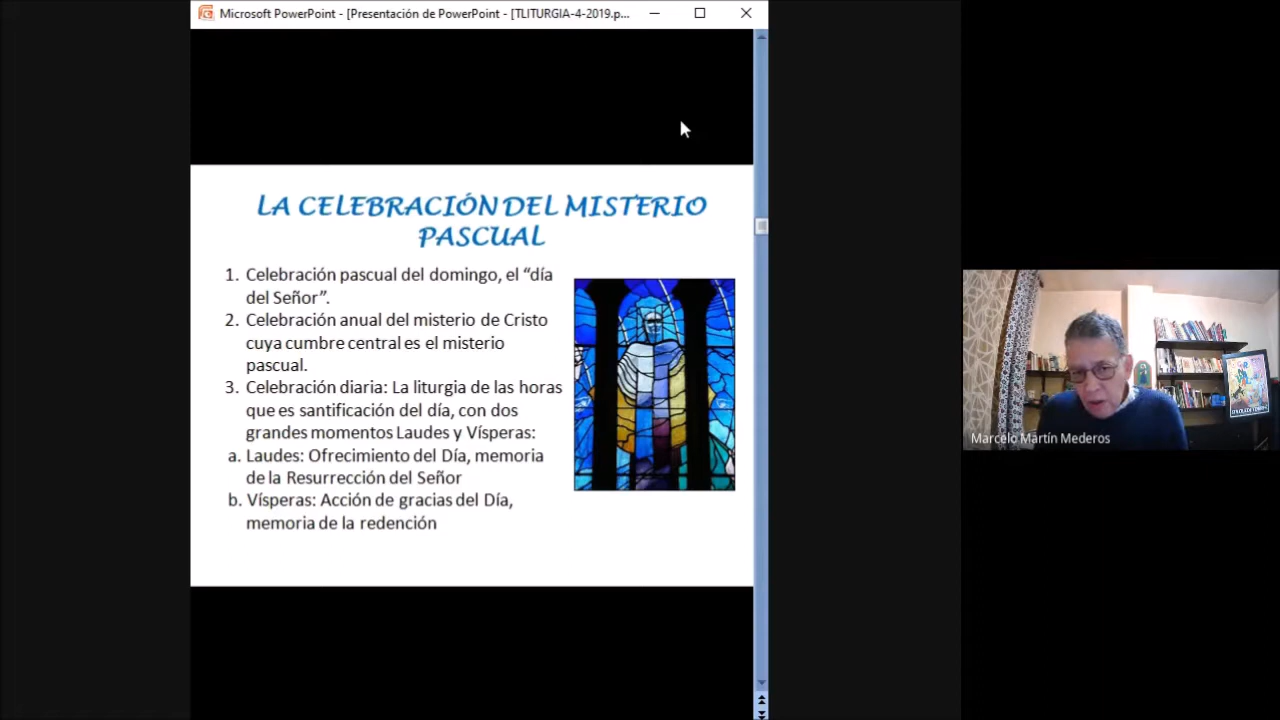 Microsoft PowerPoint - [Presentación de PowerPoint - [TLITURGIA-4-2019.p...
LA CELEBRACIÓN DEL MISTERIO
PASCUAL
1. Celebración pascual del domingo, el “día
del Señor”.
2. Celebración anual del misterio de Cristo
cuya cumbre central es el misterio
pascual.
3. Celebración diaria: La liturgia de las horas
que es santificación del día, con dos
grandes momentos Laudes y Vísperas:
a. Laudes: Ofrecimiento del Día, memoria
de la Resurrección del Señor
b. Vísperas: Acción de gracias del Día,
memoria de la redención
Marcelo Martín Mederos